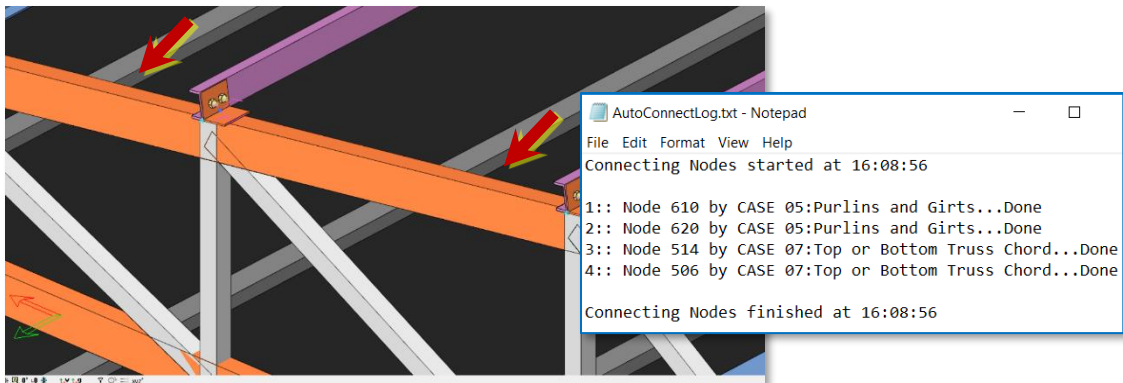 AutoConnectLog.txt - Notepad
File Edit Format View Help
Connecting Nodes started at 16:08:56
1:: Node 610 by CASE 05:Purlins and Girts...Done
2:: Node 620 by CASE 05:Purlins and Girts...Done
3:: Node 514 by CASE 07:Top or Bottom Truss Chord...Done
4:: Node 506 by CASE 07:Top or Bottom Truss Chord...Done
Connecting Nodes finished at 16:08:56